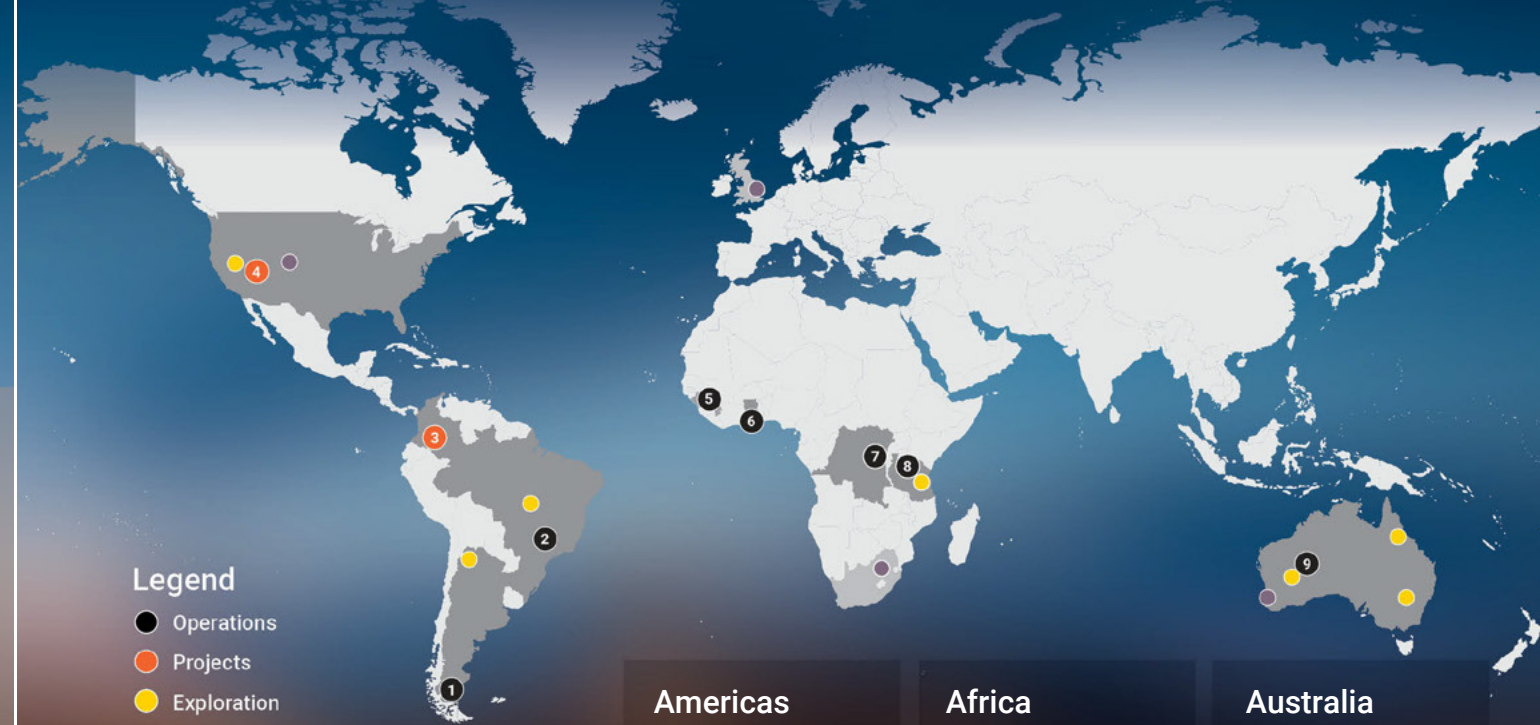 4
5
6
3
7
8
2
9
Legend
Operations
Projects
Exploration
1
Americas
Africa
Australia